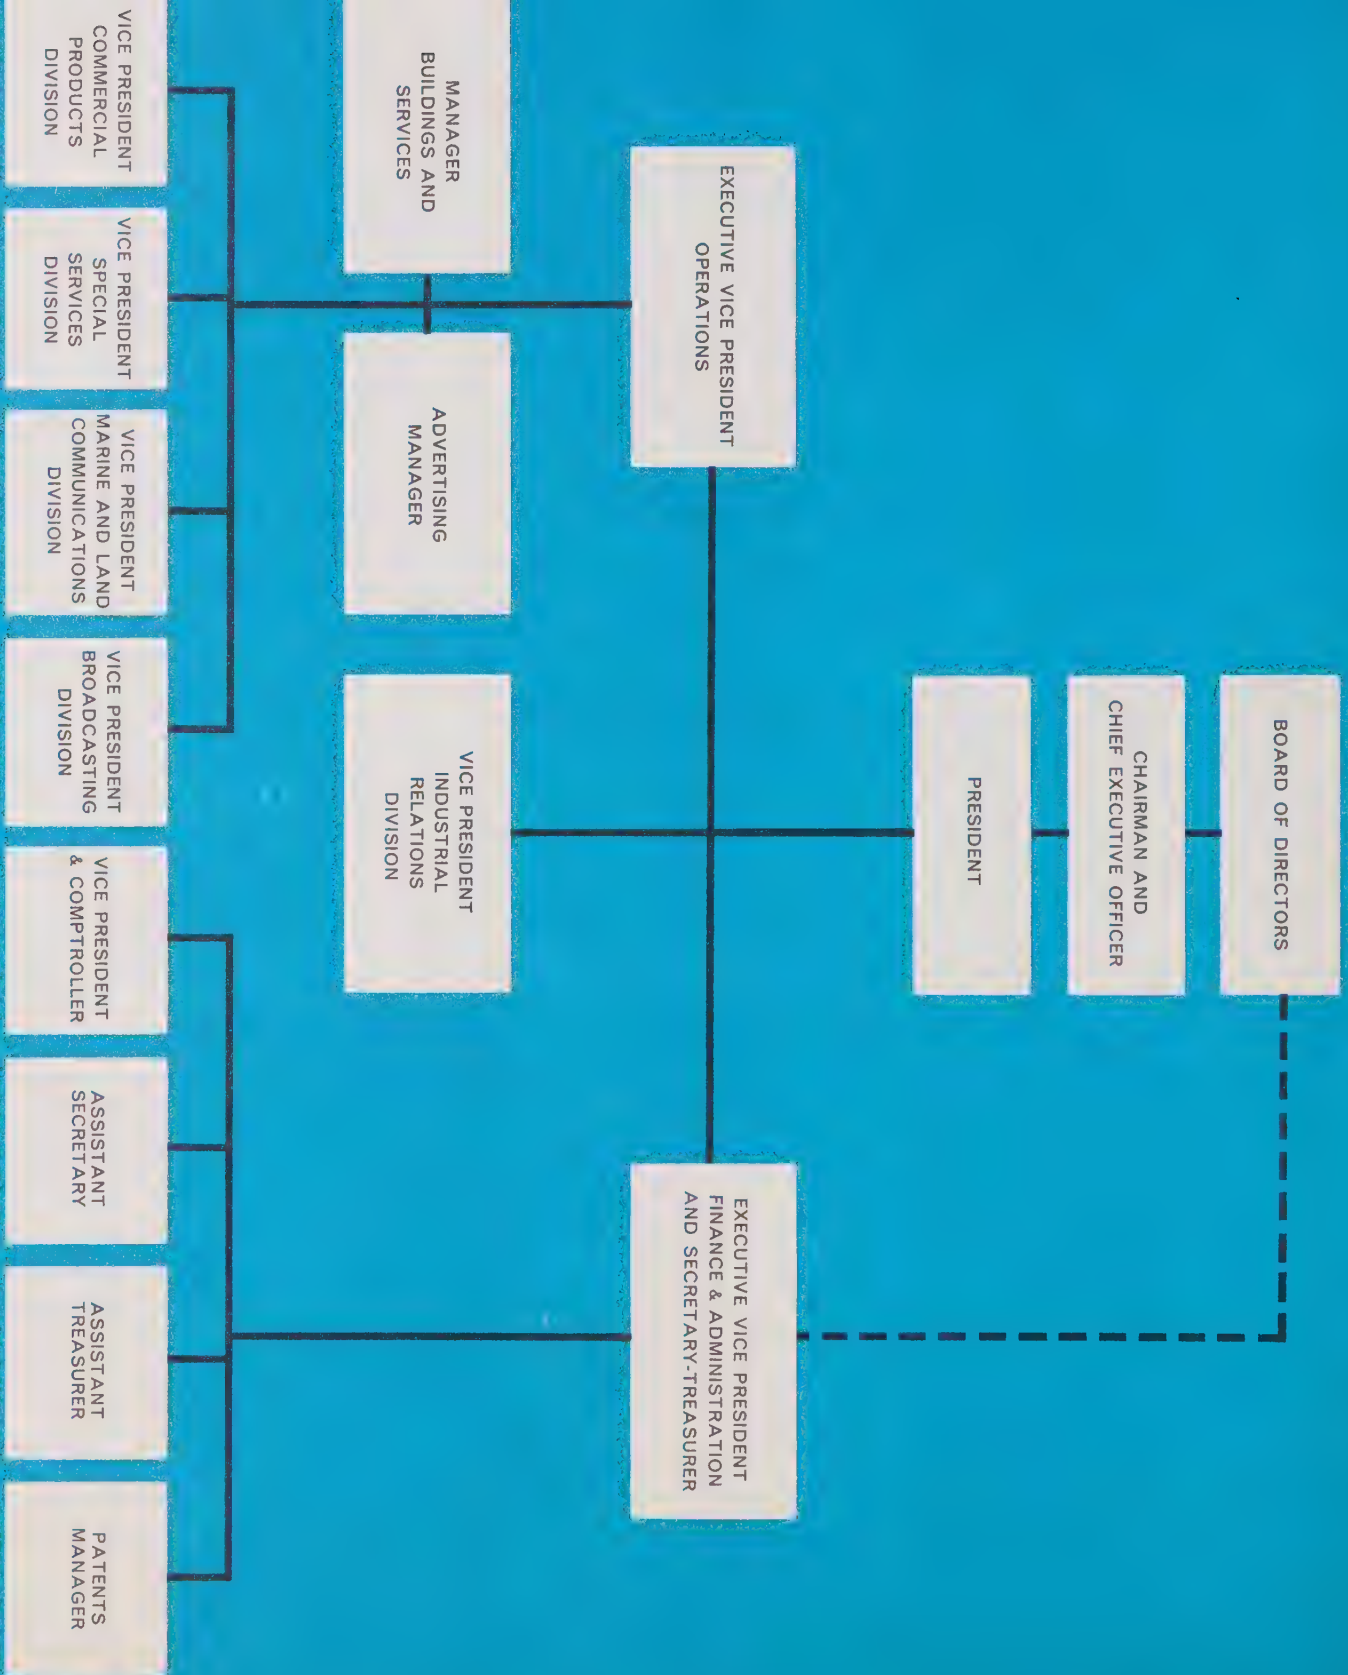 BOARD OF DIRECTORS
CHAIRMAN AND
CHIEF EXECUTIVE OFFICER
PRESIDENT
EXECUTIVE VICE PRESIDENT
OPERATIONS
EXECUTIVE VICE PRESIDENT
FINANCE & ADMINISTRATION
AND SECRETARY-TREASURER
MANAGER
BUILDINGS AND
SERVICES
ADVERTISING
MANAGER
VICE PRESIDENT
INDUSTRIAL
RELATIONS
DIVISION
VICE PRESIDENT
COMMERCIAL
PRODUCTS
DIVISION
VICE PRESIDENT
SPECIAL
SERVICES
DIVISION
VICE PRESIDENT
MARINE AND LAND
COMMUNICATIONS
DIVISION
VICE PRESIDENT
BROADCASTING
DIVISION
VICE PRESIDENT
& COMPTROLLER
ASSISTANT
SECRETARY
ASSISTANT
TREASURER
PATENTS
MANAGER